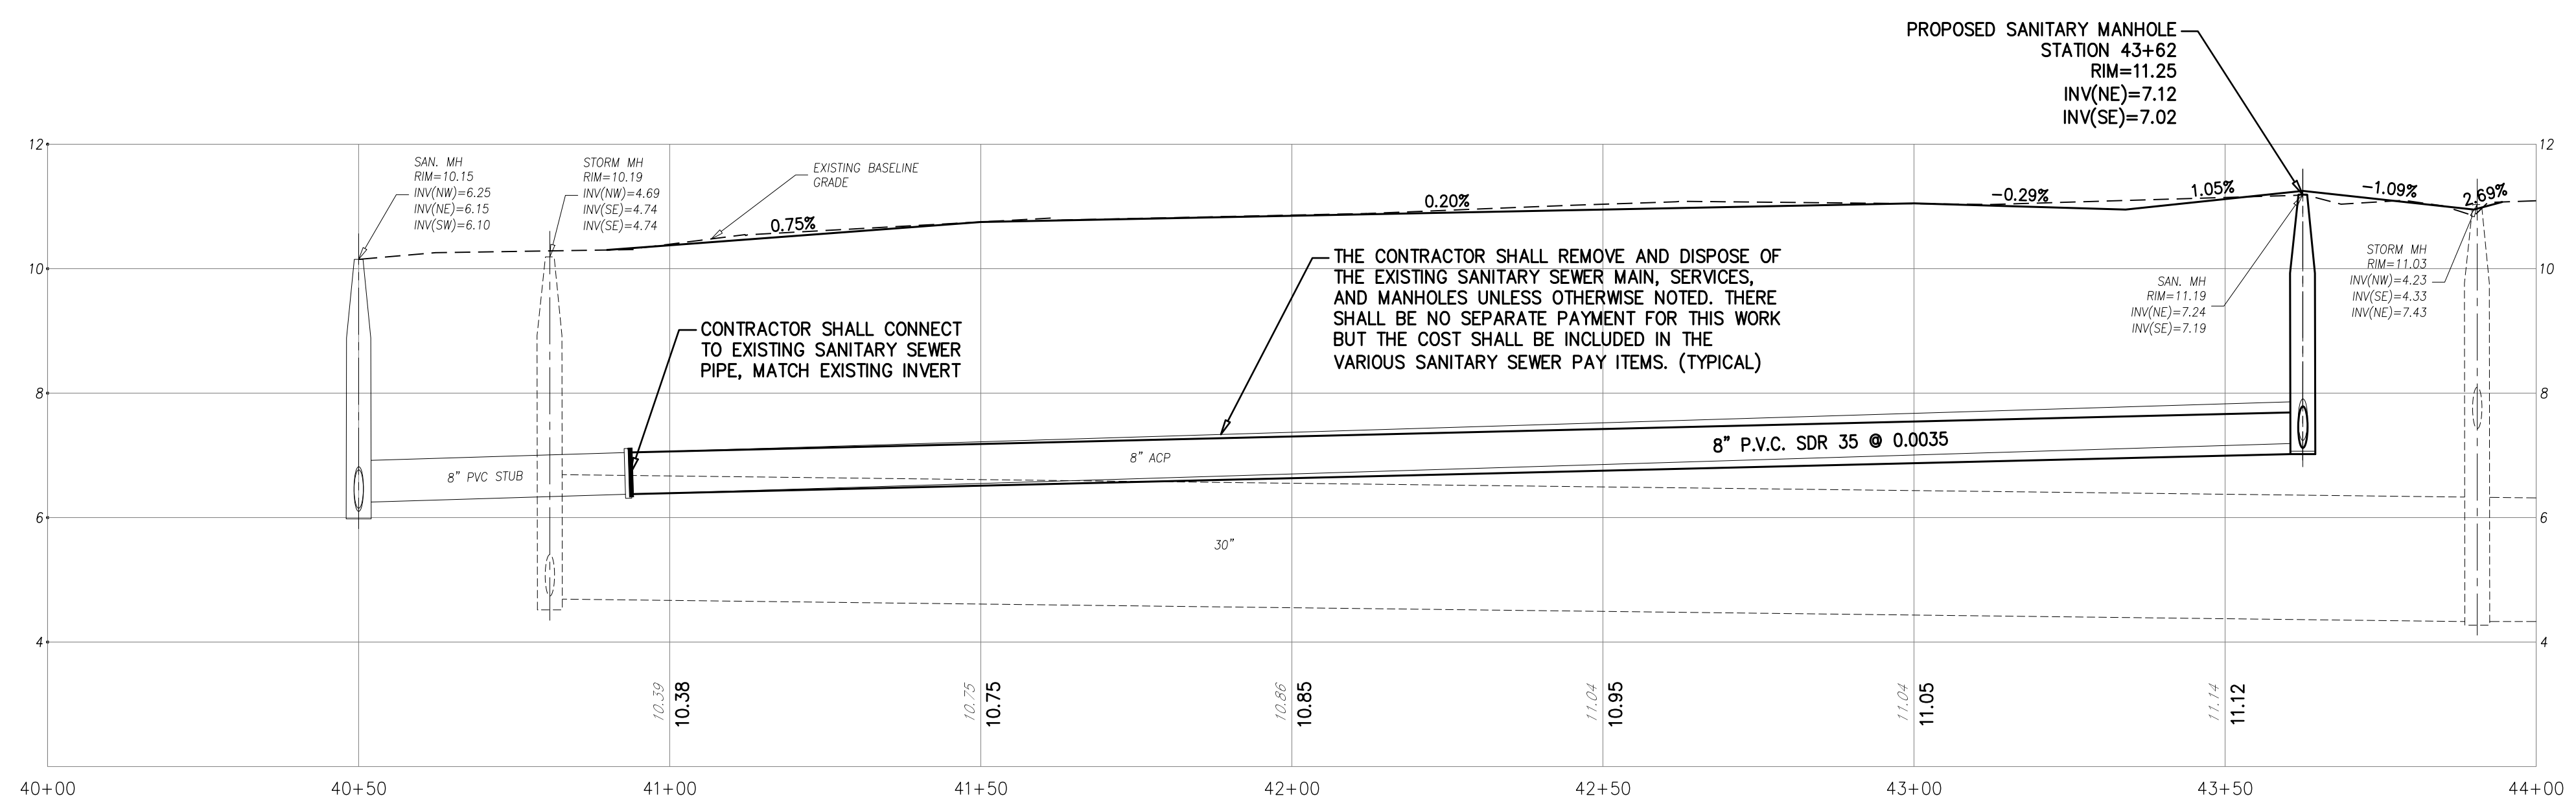 PROPOSED SANITARY MANHOLE
STATION 43+62
RIM=11.25
INV(NE)=7.12
INV(SE)=7.02
12
12
SAN. MH
RIM=10.15
INV(NW)=6.25
INV(NE)=6.15
INV(SW)=6.10
STORM MH
RIM=10.19
INV(NW)=4.69
INV(SE)=4.74
INV(SE)=4.74
EXISTING BASELINE
GRADE
0.75%
0.20%
-0.29%
1.05%
-1.09%
2.69%
10
10
THE CONTRACTOR SHALL REMOVE AND DISPOSE OF
THE EXISTING SANITARY SEWER MAIN, SERVICES,
AND MANHOLES UNLESS OTHERWISE NOTED. THERE
SHALL BE NO SEPARATE PAYMENT FOR THIS WORK
BUT THE COST SHALL BE INCLUDED IN THE
VARIOUS SANITARY SEWER PAY ITEMS. (TYPICAL)
STORM MH
RIM=11.03
INV(NW)=4.23
INV(SE)=4.33
INV(NE)=7.43
SAN. MH
RIM=11.19
INV(NE)=7.24
INV(SE)=7.19
CONTRACTOR SHALL CONNECT
TO EXISTING SANITARY SEWER
PIPE, MATCH EXISTING INVERT
8
8
8" PVC STUB
8" ACP
8" P.V.C. SDR 35 @ 0.0035
6
6
30"
4
4
10.39
10.38
10.75
10.75
10.86
10.85
11.04
10.95
11.04
11.05
11.14
11.12
40+00
40+50
41+00
41+50
42+00
42+50
43+00
43+50
44+00